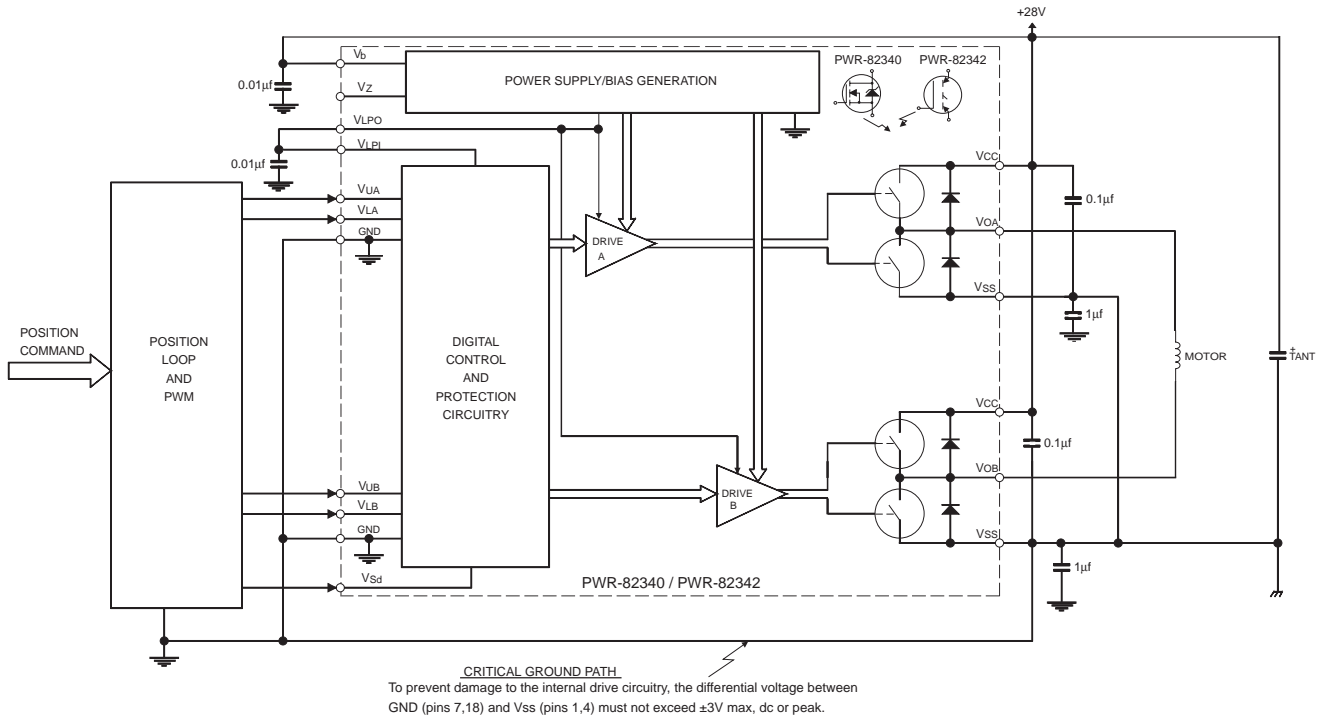 +28V
Vb
0.01µf
VZ
POWER SUPPLY/BIAS GENERATION
PWR-82340
PWR-82342
VLPO
VLPI
0.01µf
VUA
VLA
GND
DRIVE
A
VCC
0.1µf
VOA
VSS
1µf
POSITION
COMMAND
POSITION
LOOP
AND
PWM
DIGITAL
CONTROL
AND
PROTECTION
CIRCUITRY
MOTOR
±
TANT
VCC
0.1µf
VOB
VUB
VLB
GND
DRIVE
B
VSS
1µf
VSd
PWR-82340 / PWR-82342
CRITICAL GROUND PATH
To prevent damage to the internal drive circuitry, the differential voltage between
GND (pins 7,18) and Vss (pins 1,4) must not exceed ±3V max, dc or peak.